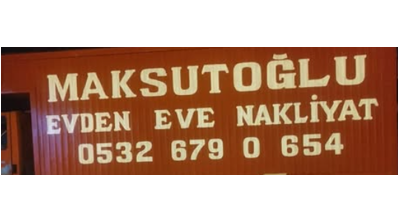 MAKSUTOĞLU
EVDEN EVE NAKLİYAT
0532 679 0 654